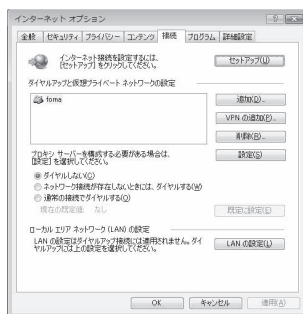 インターネット オプション
全般 セキュリティ プライバシー コンテンツ 接続 プログラム 詳細設定
インターネット接続を設定するには、
[セットアップ] をクリックしてください。
セットアップ(U)
ダイヤルアップと仮想プライベート ネットワークの設定
foma
追加(D)...
VPN の追加(P)...
削除(R)...
プロキシ サーバーを構成する必要がある場合は、
[設定] を選択してください。
設定(S)
ダイヤルしない(C)
ネットワーク接続が存在しないときには、ダイヤルする(W)
通常の接続でダイヤルする(O)
現在の既定値: なし
既定に設定(E)
ローカル エリア ネットワーク (LAN) の設定
LAN の設定はダイヤルアップ接続には適用されません。ダイ
ヤルアップには上の設定を選択してください。
LAN の設定(L)
OK
キャンセル
適用(A)